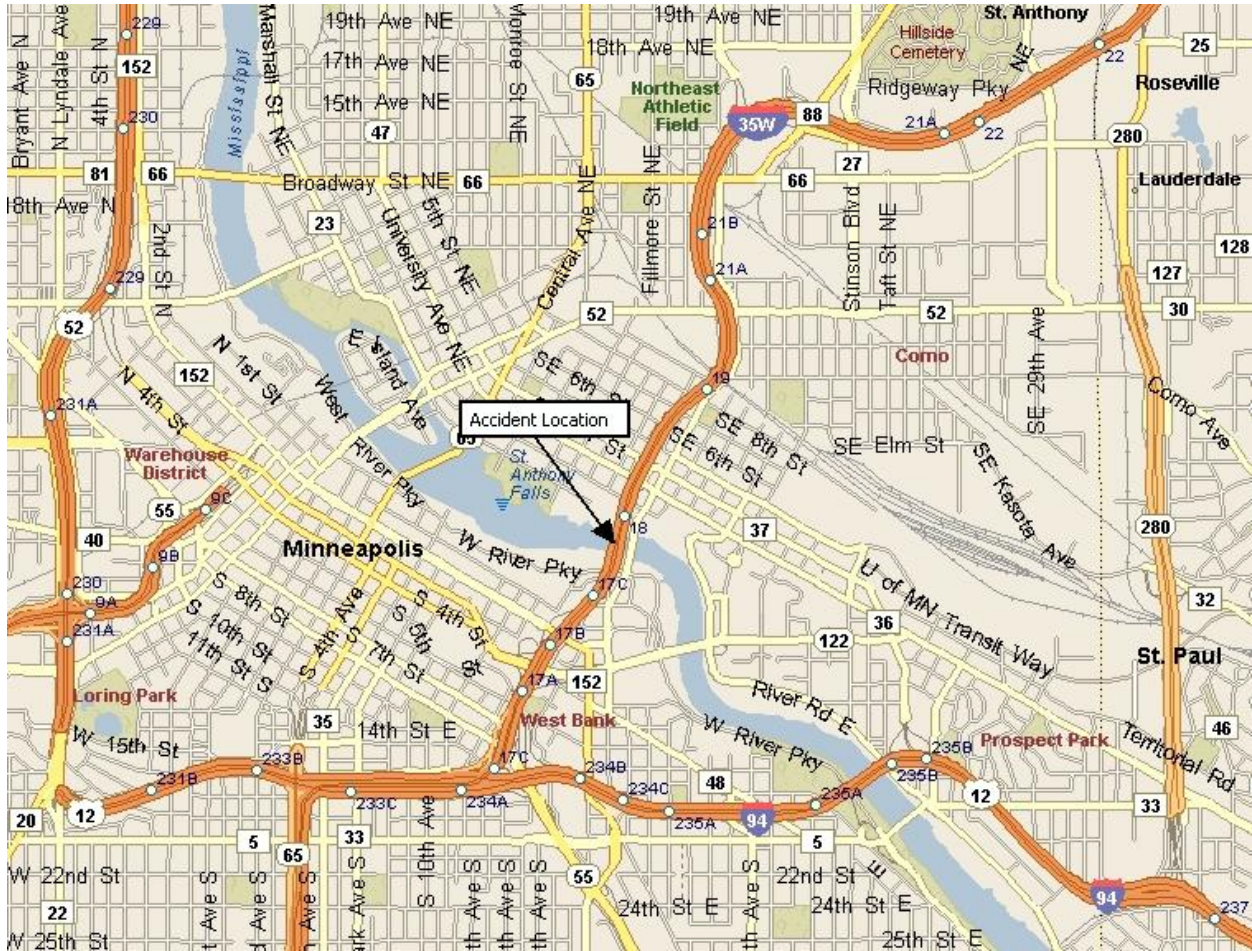 19th Ave NE
19th Ave NE
St. Anthony
229
152
Bryant Ave N
N Lyndale Ave N
4th St N
Mississippi
Marshall St NE
17th Ave NE
15th Ave NE
47
Monroe St NE
65
18th Ave NE
Northeast
Athletic
Field
Hillside
Cemetery
NE
22
25
Ridgeway Pky
Roseville
35W
88
21A
22
280
230
81
66
Broadway St NE
66
27
66
Lauderdale
18th Ave N
2nd St N
23
University Ave NE
5th St NE
Central Ave NE
Fillmore St NE
21B
Stinson Blvd
Taft St NE
128
127
21A
229
30
52
52
52
E Island Ave
152
N 1st St
West
River Pky
N 4th St
SE 6th St
Como
SE 29th Ave
Como Ave
19
231A
Accident Location
SE 8th St
SE 6th St
SE Elm St
SE Kasota Ave
Warehouse
District
St.
Anthony
Falls
55
9C
40
9B
Minneapolis
W River Pky
18
37
280
230
9A
231A
17C
U of MN Transit Way
32
S 8th St
S 10th St
11th St S
S 4th Ave
S 5th St
S 4th St
S 7th St
17B
122
36
St. Paul
Loring Park
17A
152
River Rd E
W River Pky
35
14th St E
West Bank
Prospect Park
46
Territorial Rd
W 15th St
233B
17C
234B
235B
235B
231B
12
233C
234A
234C
48
235A
235A
12
33
20
5
33
S 10th Ave
94
5
65
W 22nd St
55
22nd St
E
94
22
24th St E
24th St E
237
W 25th St
25th St E